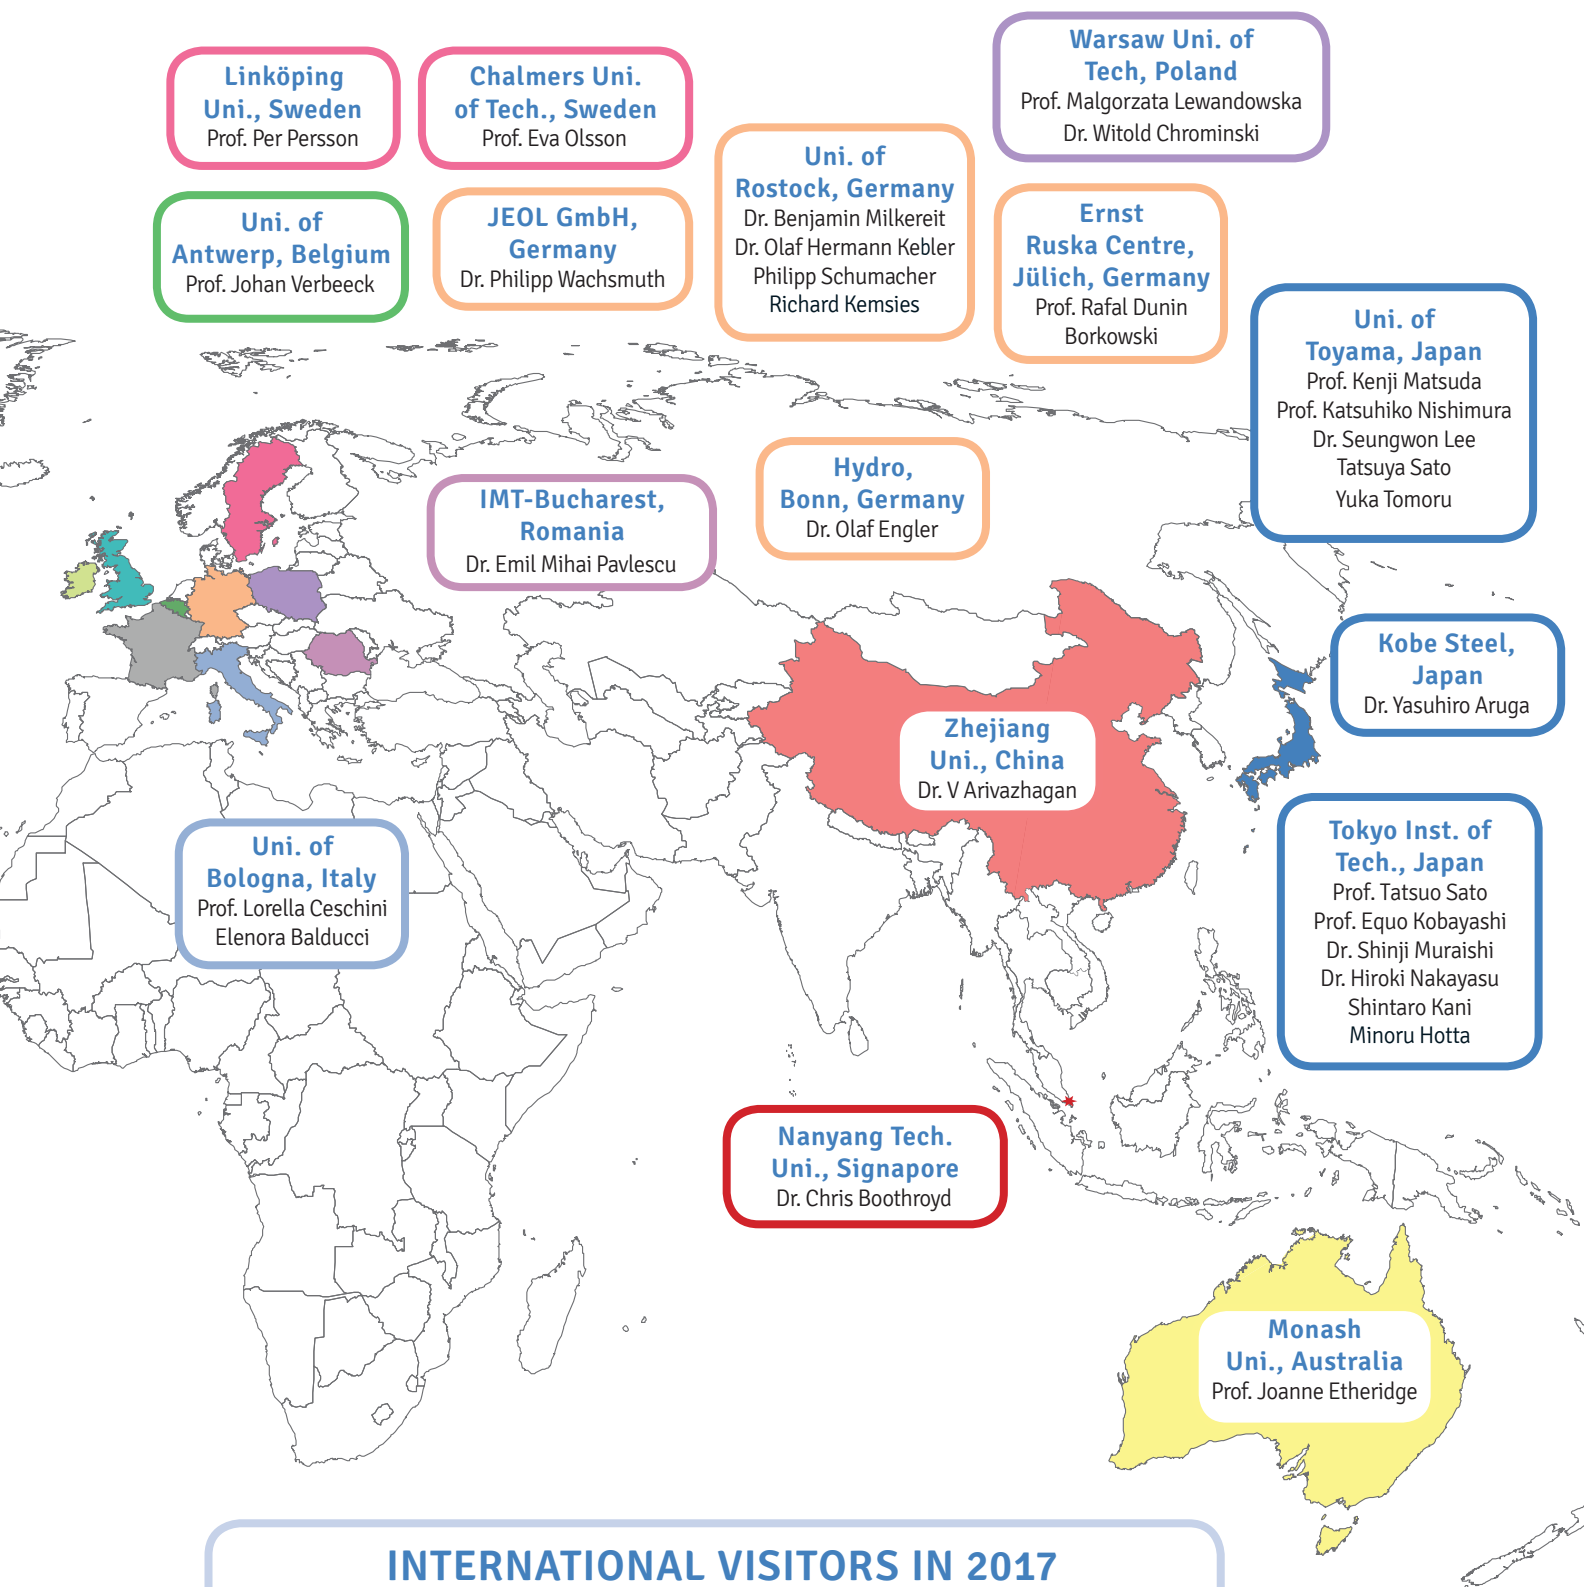 Warsaw Uni. of
Tech, Poland
Prof. Malgorzata Lewandowska
Dr. Witold Chrominski
Linköping
Uni., Sweden
Prof. Per Persson
Chalmers Uni.
of Tech., Sweden
Prof. Eva Olsson
Uni. of
Rostock, Germany
Dr. Benjamin Milkereit
Dr. Olaf Hermann Kebler
Philipp Schumacher
Richard Kemsies
Uni. of
Antwerp, Belgium
Prof. Johan Verbeeck
JEOL GmbH,
Germany
Dr. Philipp Wachsmuth
Ernst
Ruska Centre,
Jülich, Germany
Prof. Rafal Dunin
Borkowski
Uni. of
Toyama, Japan
Prof. Kenji Matsuda
Prof. Katsuhiko Nishimura
Dr. Seungwon Lee
Tatsuya Sato
Yuka Tomoru
Hydro,
Bonn, Germany
Dr. Olaf Engler
IMT-Bucharest,
Romania
Dr. Emil Mihai Pavlescu
Kobe Steel,
Japan
Dr. Yasuhiro Aruga
Zhejiang
Uni., China
Dr. V Arivazhagan
Uni. of
Bologna, Italy
Prof. Lorella Ceschini
Elenora Balducci
Tokyo Inst. of
Tech., Japan
Prof. Tatsuo Sato
Prof. Equo Kobayashi
Dr. Shinji Muraishi
Dr. Hiroki Nakayasu
Shintaro Kani
Minoru Hotta
Nanyang Tech.
Uni., Signapore
Dr. Chris Boothroyd
Monash
Uni., Australia
Prof. Joanne Etheridge
INTERNATIONAL VISITORS IN 2017